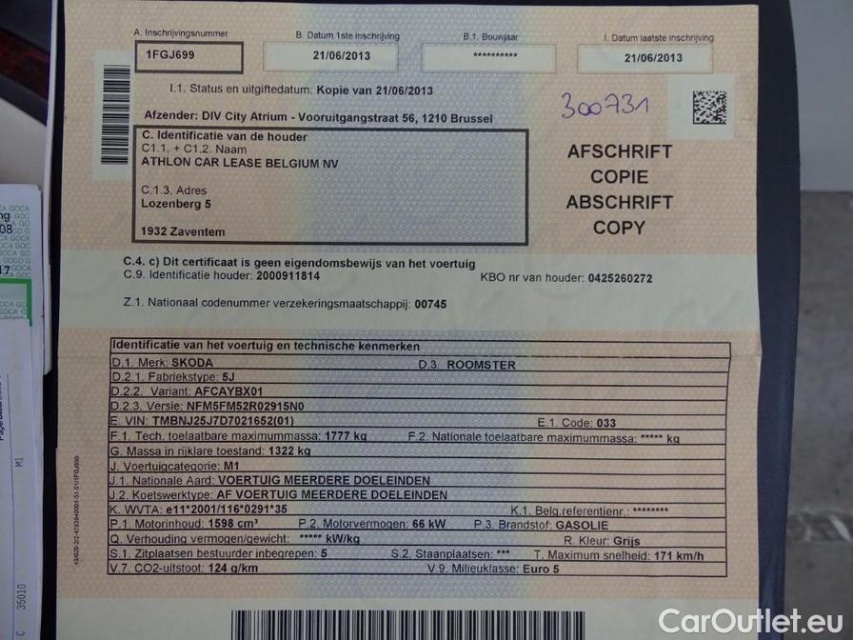 A. Inschrijvingsnummer B. Datum 1ste inschrijving B.1. Bouwjaar I. Datum laatste inschrijving
1FGJ699 21/06/2013 ********** 21/06/2013
I.1. Status en uitgiftedatum: Kopie van 21/06/2013
300731
Afzender: DIV City Atrium - Vooruitgangstraat 56, 1210 Brussel
C. Identificatie van de houder
C1.1. + C1.2. Naam
ATHLON CAR LEASE BELGIUM NV
C.1.3. Adres
Lozenberg 5
1932 Zaventem
AFSCHRIFT
COPIE
ABSCHRIFT
COPY
C.4. c) Dit certificaat is geen eigendomsbewijs van het voertuig
C.9. Identificatie houder: 2000911814 KBO nr van houder: 0425260272
Z.1. Nationaal codenummer verzekeringsmaatschappij: 00745
Identificatie van het voertuig en technische kenmerken
D.1. Merk: SKODA D.3. ROOMSTER
D.2.1. Fabriekstype: 5J
D.2.2. Variant: AFCAYBX01
D.2.3. Versie: NFM5FM52R02915N0
E. VIN: TMBNJ25J7D7021652(01) E.1. Code: 033
F.1. Tech. toelaatbare maximummassa: 1777 kg F.2. Nationale toelaatbare maximummassa: ***** kg
G. Massa in rijklare toestand: 1322 kg
J. Voertuigcategorie: M1
J.1. Nationale Aard: VOERTUIG MEERDERE DOELEINDEN
J.2. Koetswerktype: AF VOERTUIG MEERDERE DOELEINDEN
K. WVTA: e11*2001/116*0291*35 K.1. Belg.referentienr.: ********
P.1. Motorinhoud: 1598 cm³ P.2. Motorvermogen: 66 kW P.3. Brandstof: GASOLIE
Q. Verhouding vermogen/gewicht: ***** kW/kg R. Kleur: Grijs
S.1. Zitplaatsen bestuurder inbegrepen: 5 S.2. Staanplaatsen: *** T. Maximum snelheid: 171 km/h
V.7. CO2-uitstoot: 124 g/km V.9. Milieuklasse: Euro 5
M1
C 35010
CarOutlet.eu